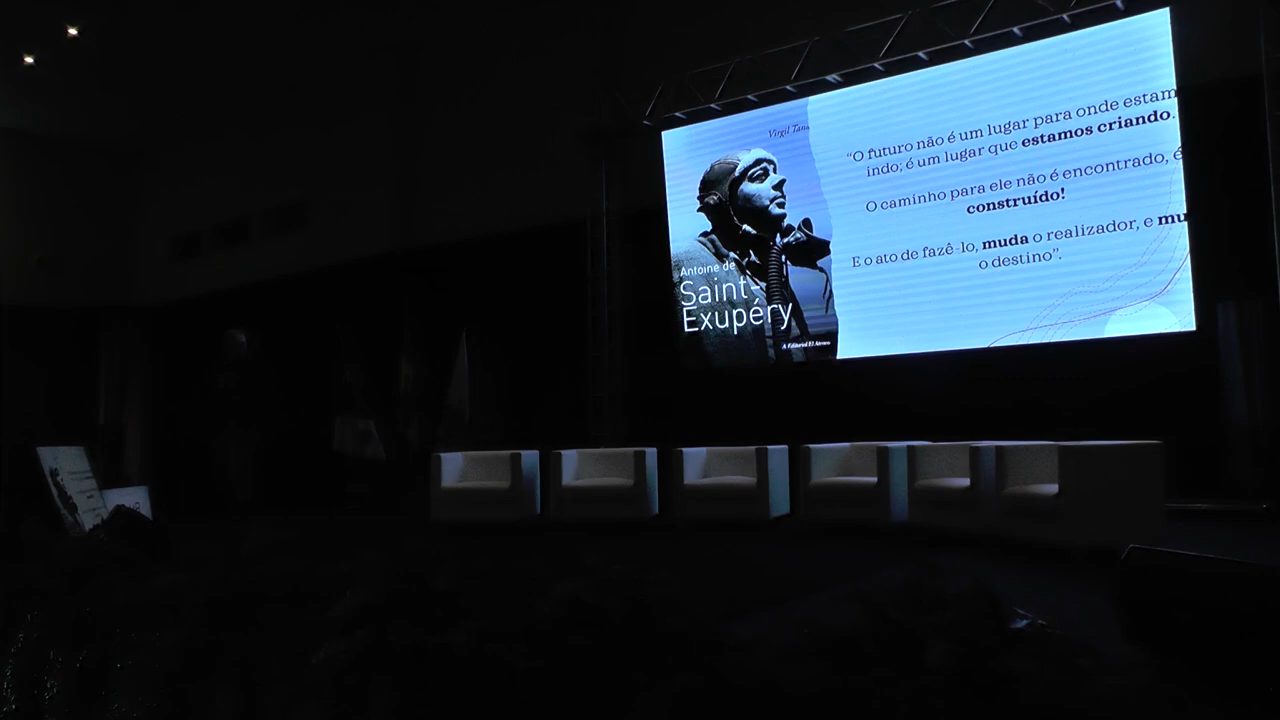 Virgil Tana
Antoine de
Saint-
Exupéry
A Editorial El Ateneo
“O futuro não é um lugar para onde estam
indo; é um lugar que estamos criando.
O caminho para ele não é encontrado, é
construído!
E o ato de fazê-lo, muda o realizador, e mu
o destino”.